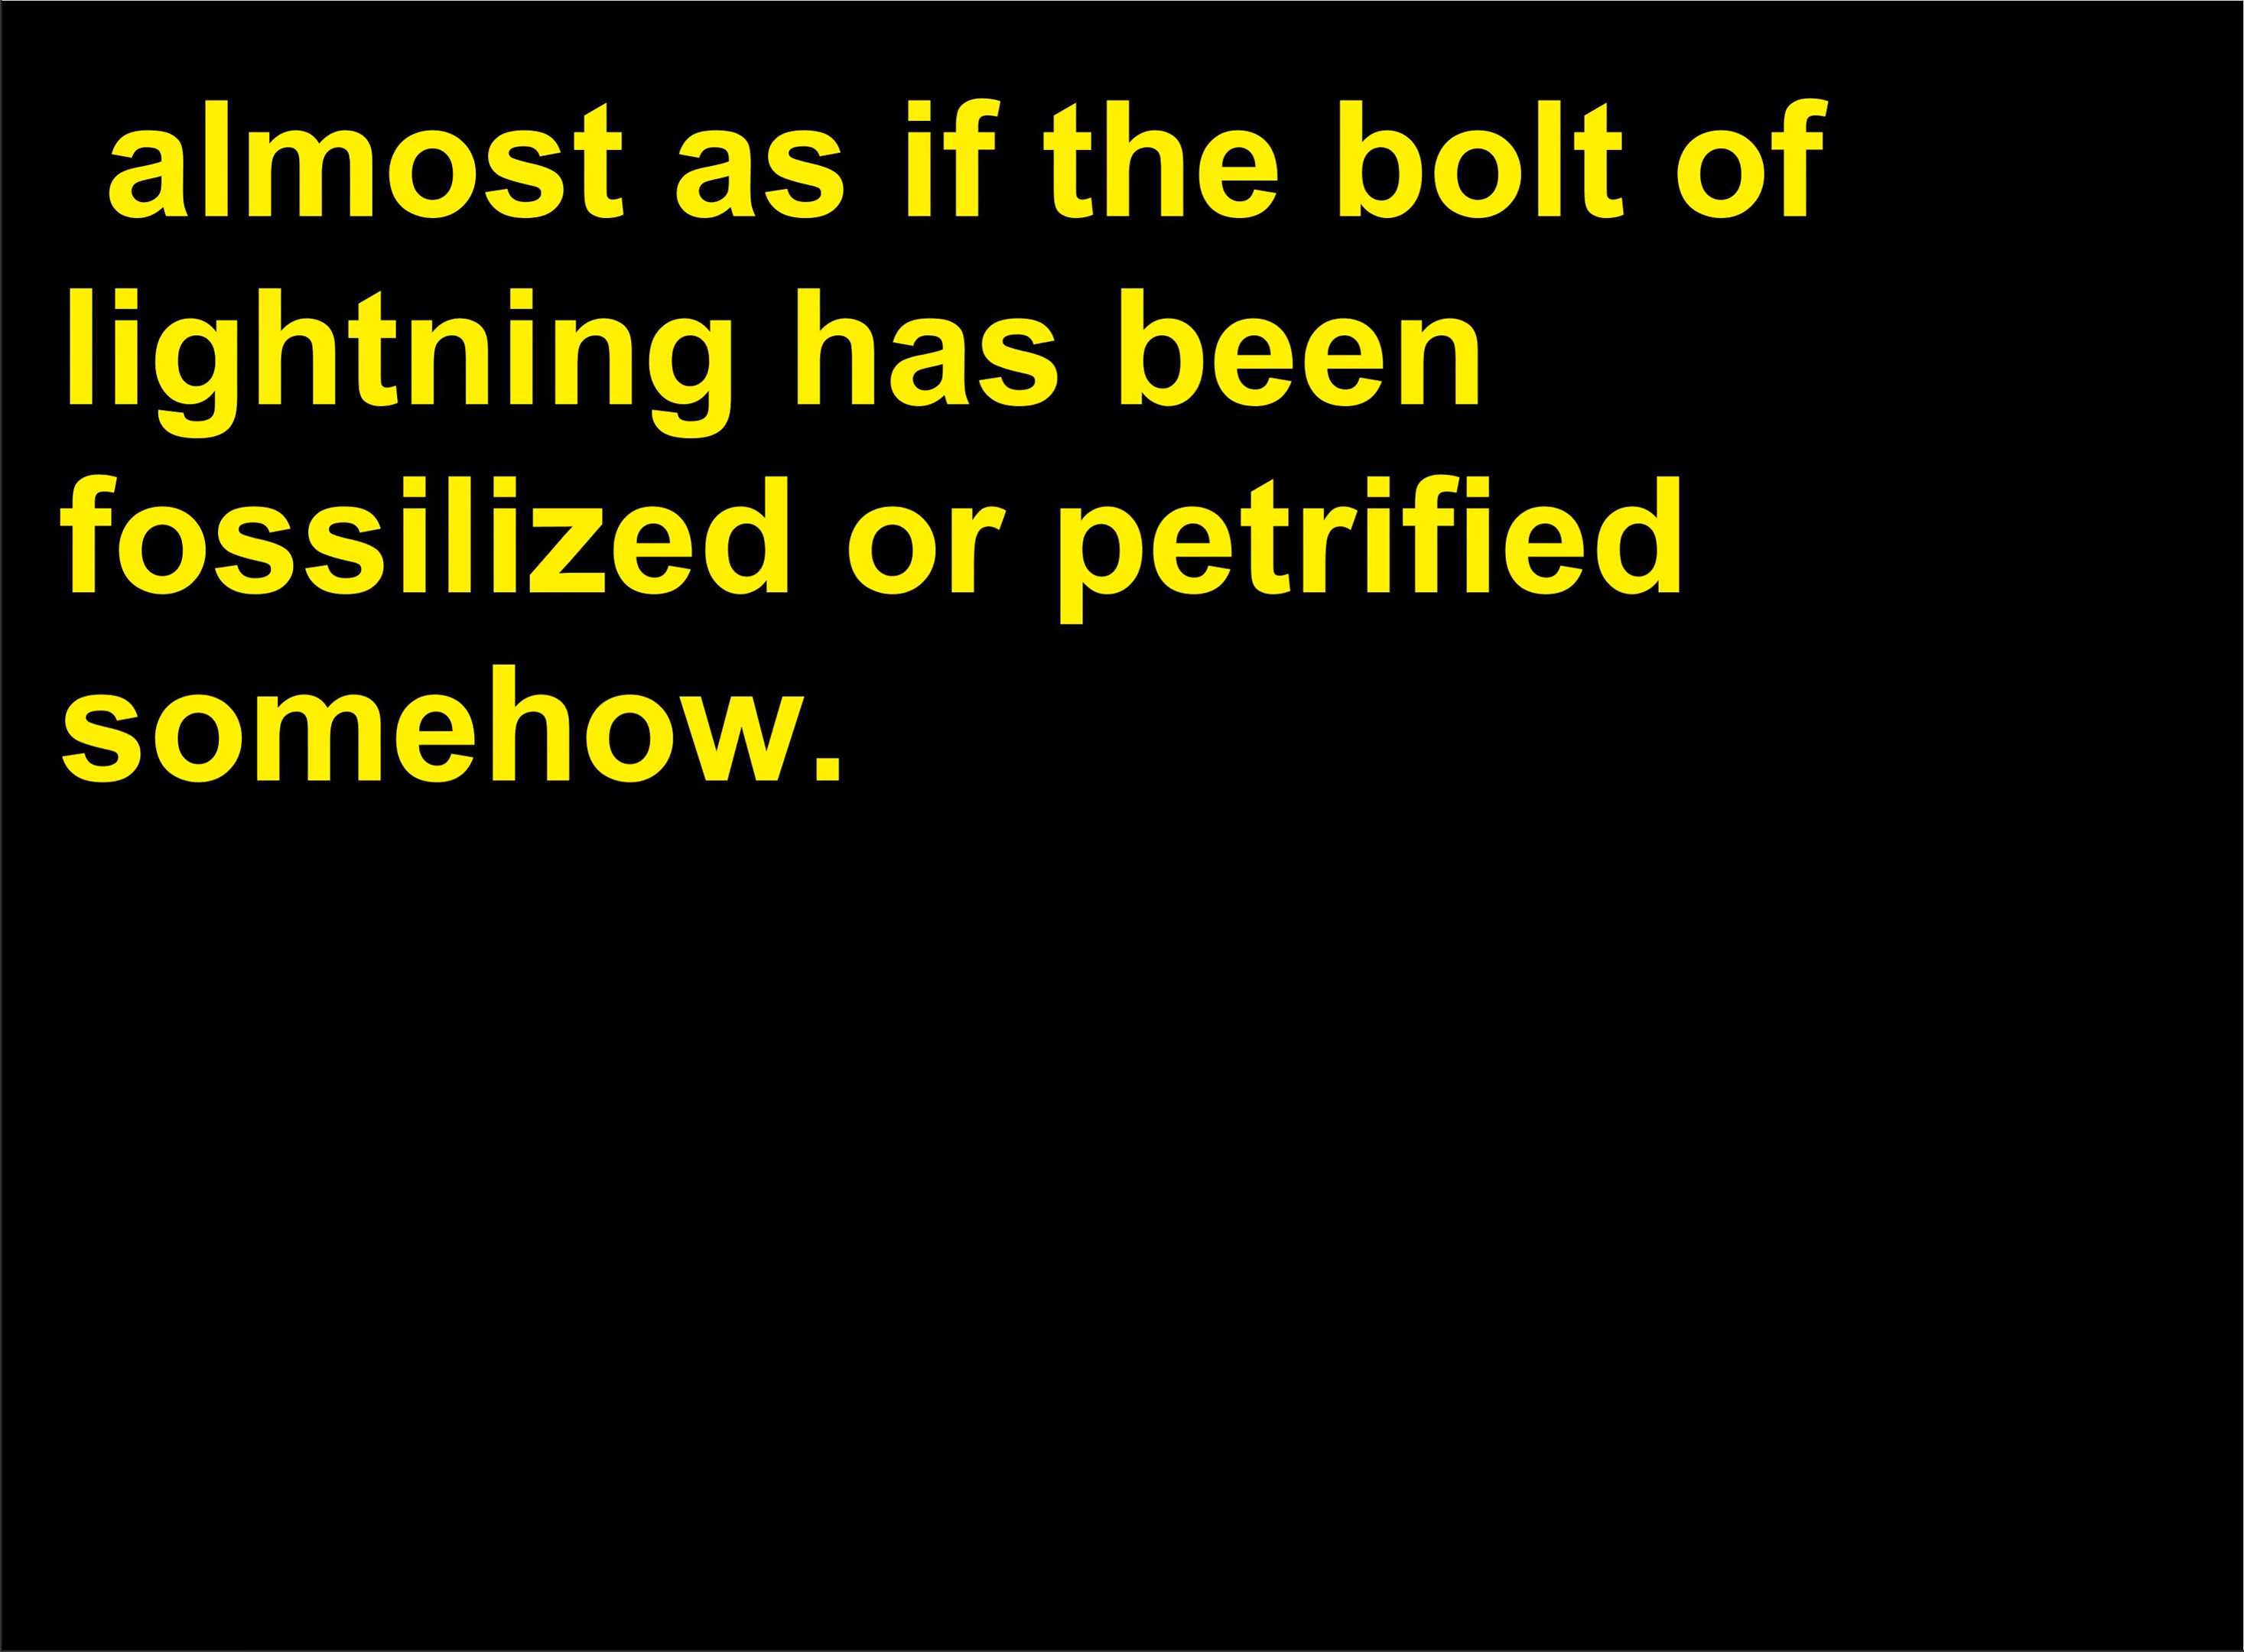 almost as if the bolt of
lightning has been
fossilized or petrified
somehow.